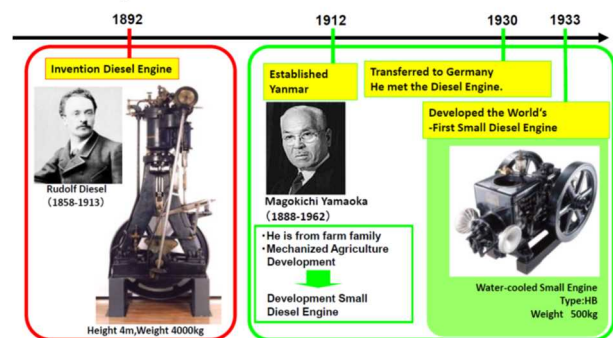 1892
1912
1930
1933
Invention Diesel Engine
Rudolf Diesel
（1858-1913）
Height 4m,Weight 4000kg
Established
Yanmar
Magokichi Yamaoka
（1888-1962）
・He is from farm family
・Mechanized Agriculture
Development
Development Small
Diesel Engine
Transferred to Germany
He met the Diesel Engine.
Developed the World's
-First Small Diesel Engine
Water-cooled Small Engine
Type:HB
Weight 500kg